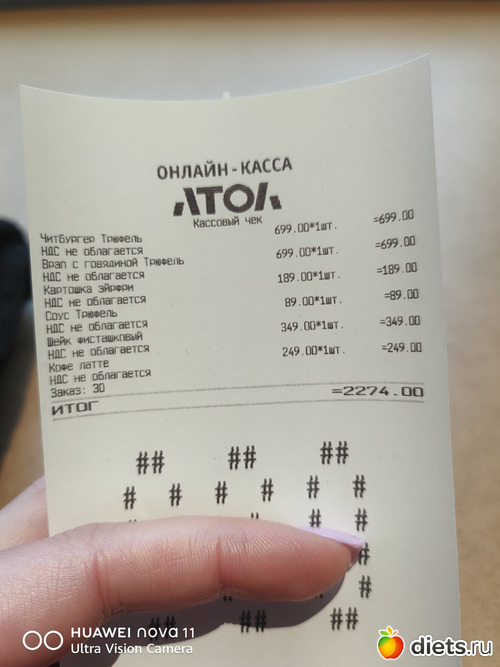 ОНЛАЙН-КАССА
АТОЛ
Кассовый чек
Читбургер Трюфель 699.00*1шт. =699.00
НДС не облагается
Врап с говядиной Трюфель 699.00*1шт. =699.00
НДС не облагается
Картошка эйрфри 189.00*1шт. =189.00
НДС не облагается
Соус Трюфель 89.00*1шт. =89.00
НДС не облагается
Шейк фисташковый 349.00*1шт. =349.00
НДС не облагается
Кофе латте 249.00*1шт. =249.00
НДС не облагается
Заказ: 30
ИТОГ =2274.00
## ## ##
# # # # # #
# #
#
#
## ##
HUAWEI nova 11
Ultra Vision Camera
diets.ru